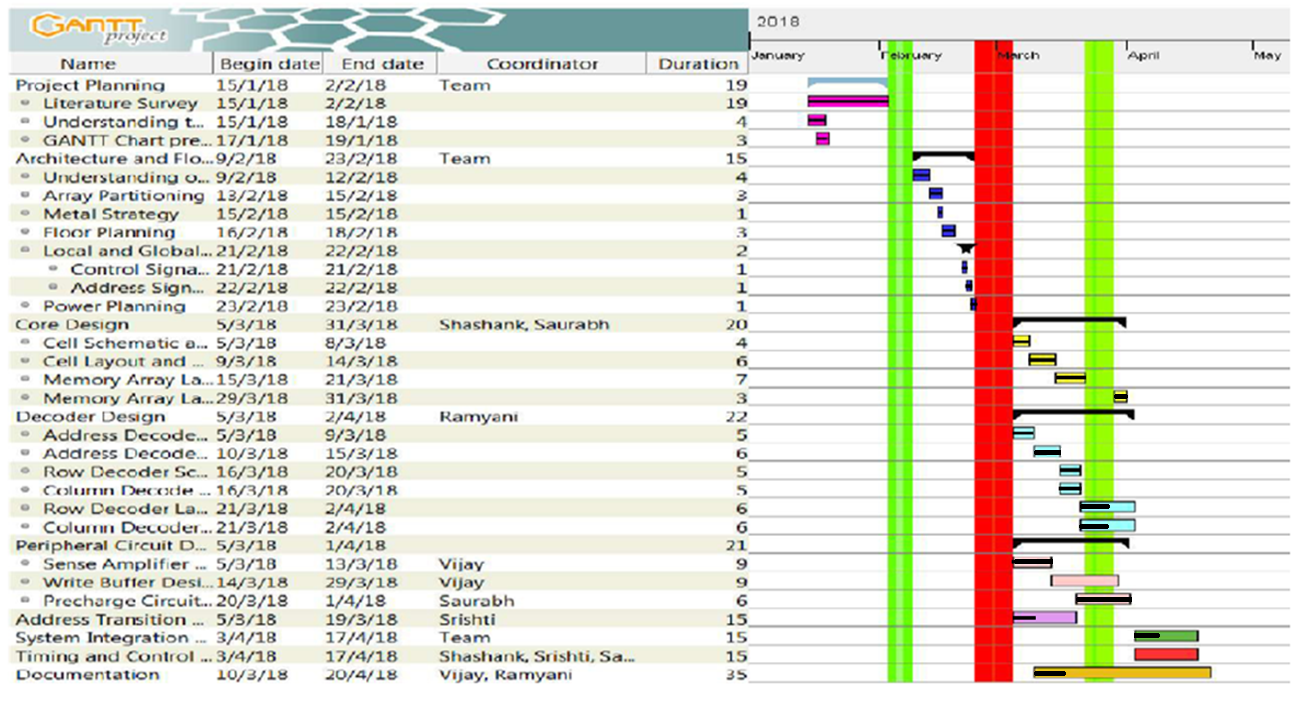 GANTT project
2018
January February March April May
Name Begin date End date Coordinator Duration
Project Planning 15/1/18 2/2/18 Team 19
Literature Survey 15/1/18 2/2/18 19
Understanding t... 15/1/18 18/1/18 4
GANTT Chart pre... 17/1/18 19/1/18 3
Architecture and Flo... 9/2/18 23/2/18 Team 15
Understanding o... 9/2/18 12/2/18 4
Array Partitioning 13/2/18 15/2/18 3
Metal Strategy 15/2/18 15/2/18 1
Floor Planning 16/2/18 18/2/18 3
Local and Global... 21/2/18 22/2/18 2
Control Signa... 21/2/18 21/2/18 1
Address Sign... 22/2/18 22/2/18 1
Power Planning 23/2/18 23/2/18 1
Core Design 5/3/18 31/3/18 Shashank, Saurabh 20
Cell Schematic a... 5/3/18 8/3/18 4
Cell Layout and ... 9/3/18 14/3/18 6
Memory Array La... 15/3/18 21/3/18 7
Memory Array La... 29/3/18 31/3/18 3
Decoder Design 5/3/18 2/4/18 Ramyani 22
Address Decode... 5/3/18 9/3/18 5
Address Decode... 10/3/18 15/3/18 6
Row Decoder Sc... 16/3/18 20/3/18 5
Column Decode ... 16/3/18 20/3/18 5
Row Decoder La... 21/3/18 2/4/18 6
Column Decoder... 21/3/18 2/4/18 6
Peripheral Circuit D... 5/3/18 1/4/18 21
Sense Amplifier ... 5/3/18 13/3/18 Vijay 9
Write Buffer Desi... 14/3/18 29/3/18 Vijay 9
Precharge Circuit... 20/3/18 1/4/18 Saurabh 6
Address Transition ... 5/3/18 19/3/18 Srishti 15
System Integration ... 3/4/18 17/4/18 Team 15
Timing and Control ... 3/4/18 17/4/18 Shashank, Srishti, Sa... 15
Documentation 10/3/18 20/4/18 Vijay, Ramyani 35